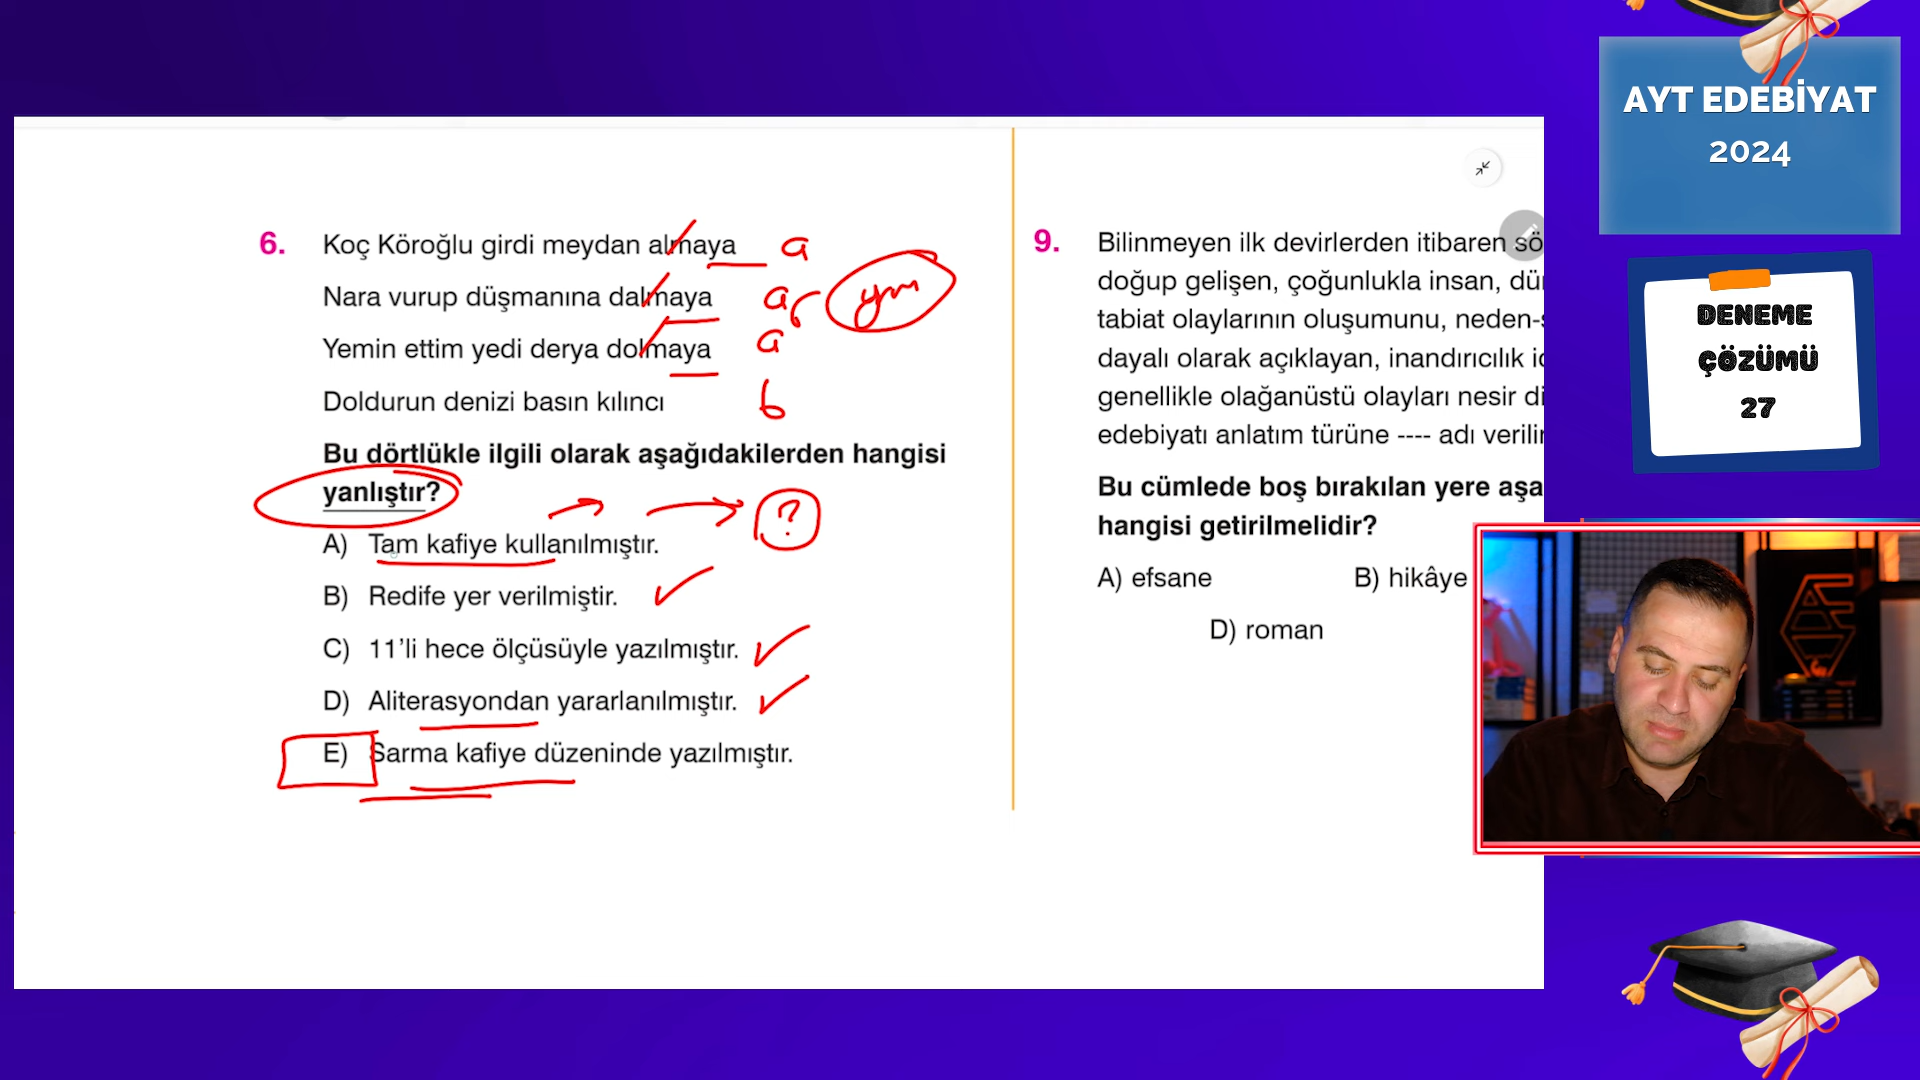 AYT EDEBİYAT
2024
DENEME
ÇÖZÜMÜ
27
6. Koç Köroğlu girdi meydan almaya a
Nara vurup düşmanına dalmaya a
Yemin ettim yedi derya dolmaya a
Doldurun denizi basın kılıncı b
Bu dörtlükle ilgili olarak aşağıdakilerden hangisi
yanlıştır?
?
A) Tam kafiye kullanılmıştır.
B) Redife yer verilmiştir.
C) 11’li hece ölçüsüyle yazılmıştır.
D) Aliterasyondan yararlanılmıştır.
E) Sarma kafiye düzeninde yazılmıştır.
9. Bilinmeyen ilk devirlerden itibaren sö
doğup gelişen, çoğunlukla insan, dü
tabiat olaylarının oluşumunu, neden-
dayalı olarak açıklayan, inandırıcılık
genellikle olağanüstü olayları nesir di
edebiyatı anlatım türüne ---- adı verilir
Bu cümlede boş bırakılan yere aşa
hangisi getirilmelidir?
A) efsane B) hikâye
D) roman